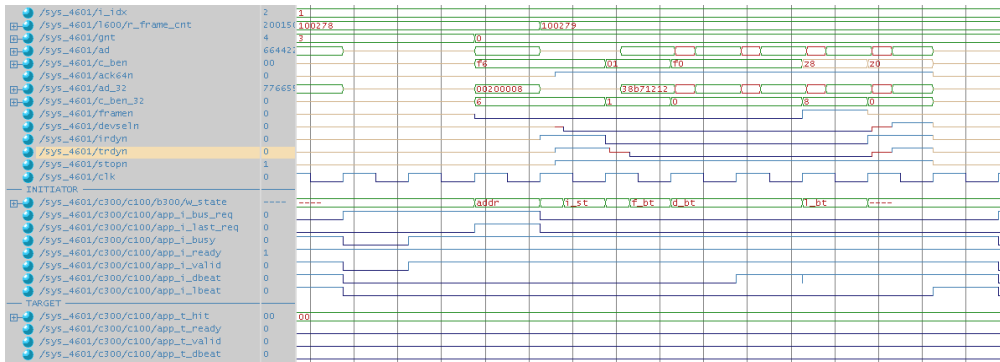 /sys_4601/i_idx 2 1
/sys_4601/l600/r_frame_cnt 200150 100278 100279
/sys_4601/gnt 4 3 0
/sys_4601/ad 664422
/sys_4601/c_ben 00 f6 01 f0 z8 z0
/sys_4601/ack64n 0
/sys_4601/ad_32 776655 00200008 38b71212
/sys_4601/c_ben_32 0 6 1 0 8 0
/sys_4601/framen 0
/sys_4601/devseln 0
/sys_4601/irdyn 0
/sys_4601/trdyn 0
/sys_4601/stopn 1
/sys_4601/clk 0
INITIATOR
/sys_4601/c300/c100/b300/w_state ---- ---- addr i_st f_bt d_bt l_bt ----
/sys_4601/c300/c100/app_i_bus_req 0
/sys_4601/c300/c100/app_i_last_req 0
/sys_4601/c300/c100/app_i_busy 0
/sys_4601/c300/c100/app_i_ready 1
/sys_4601/c300/c100/app_i_valid 0
/sys_4601/c300/c100/app_i_dbeat 0
/sys_4601/c300/c100/app_i_lbeat 0
TARGET
/sys_4601/c300/c100/app_t_hit 00 00
/sys_4601/c300/c100/app_t_ready 0
/sys_4601/c300/c100/app_t_valid 0
/sys_4601/c300/c100/app_t_dbeat 0